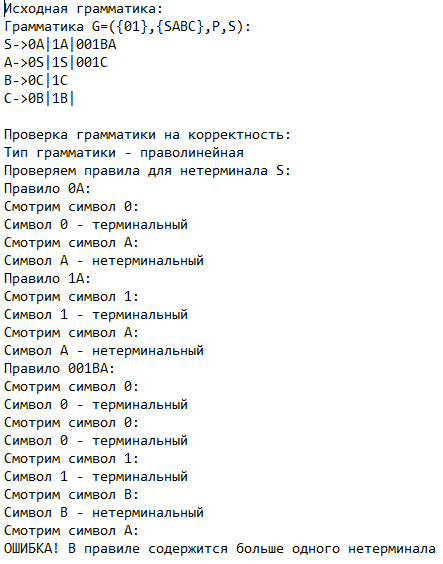 Исходная грамматика:
Грамматика G=({01},{SABC},P,S):
S->0A|1A|001BA
A->0S|1S|001C
B->0C|1C
C->0B|1B|
Проверка грамматики на корректность:
Тип грамматики - праволинейная
Проверяем правила для нетерминала S:
Правило 0A:
Смотрим символ 0:
Символ 0 - терминальный
Смотрим символ A:
Символ A - нетерминальный
Правило 1A:
Смотрим символ 1:
Символ 1 - терминальный
Смотрим символ A:
Символ A - нетерминальный
Правило 001BA:
Смотрим символ 0:
Символ 0 - терминальный
Смотрим символ 0:
Символ 0 - терминальный
Смотрим символ 1:
Символ 1 - терминальный
Смотрим символ B:
Символ B - нетерминальный
Смотрим символ A:
ОШИБКА! В правиле содержится больше одного нетерминала